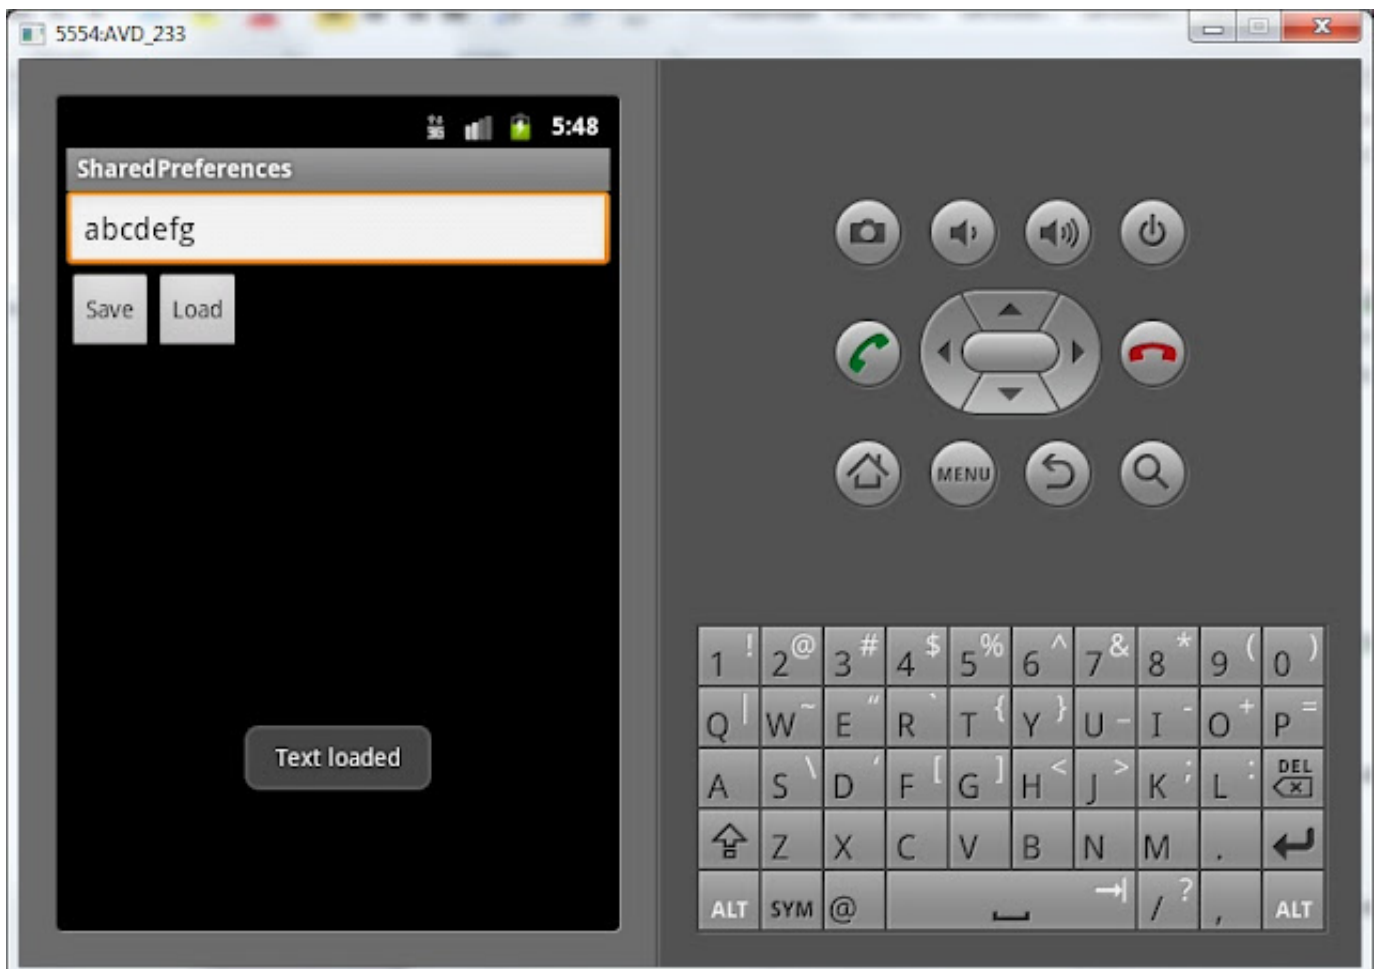 5554:AVD_233
3G 5:48
SharedPreferences
abcdefg
Save Load
Text loaded
MENU
1 ! 2 @ 3 # 4 $ 5 % 6 ^ 7 & 8 * 9 ( 0 )
Q | W ~ E " R ` T { Y } U _ I - O + P =
A S \ D ' F [ G ] H < J > K ; L : DEL
Z X C V B N M .
ALT SYM @ / ? , ALT